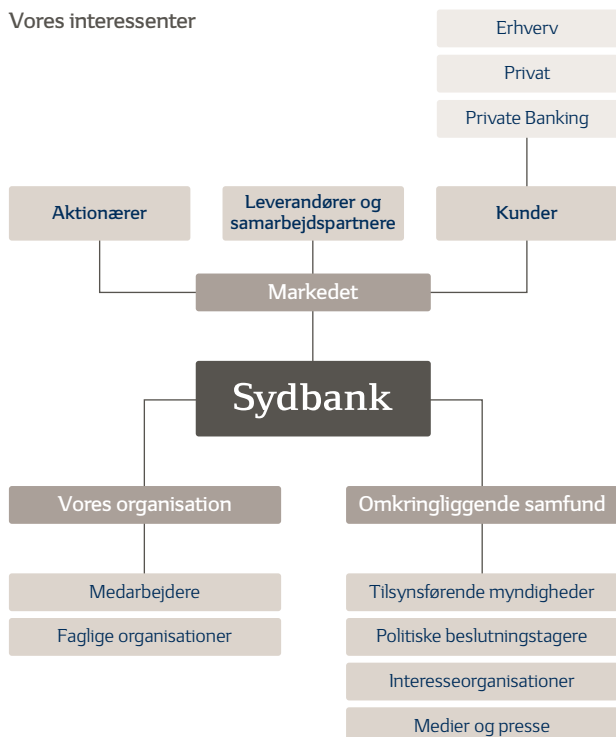 Vores interessenter
Erhverv
Privat
Private Banking
Aktionærer
Leverandører og
samarbejdspartnere
Kunder
Markedet
Sydbank
Vores organisation
Omkringliggende samfund
Medarbejdere
Faglige organisationer
Tilsynsførende myndigheder
Politiske beslutningstagere
Interesseorganisationer
Medier og presse